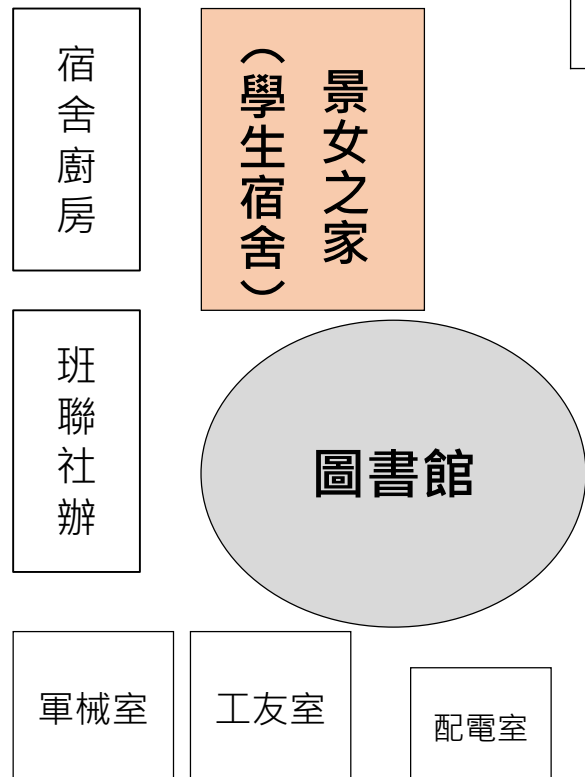 宿舍廚房
景女之家
（學生宿舍）
班聯社辦
圖書館
軍械室
工友室
配電室